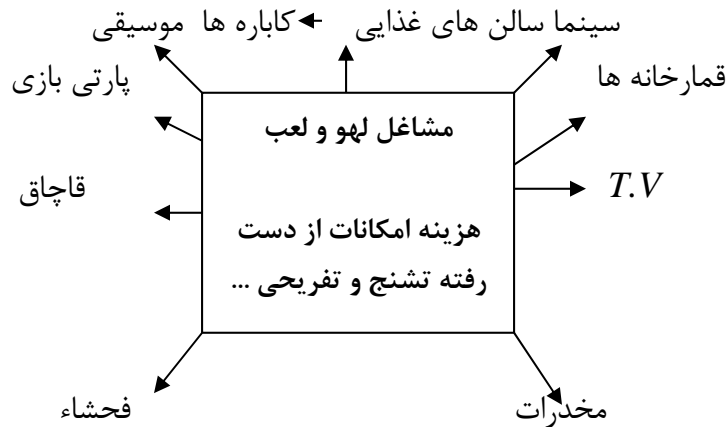 سینما سالن های غذایی کاباره ها موسیقی
قمارخانه ها
پارتی بازی
مشاغل لهو و لعب
T.V
قاچاق
هزینه امکانات از دست
رفته تشنج و تفریحی ...
مخدرات
فحشاء